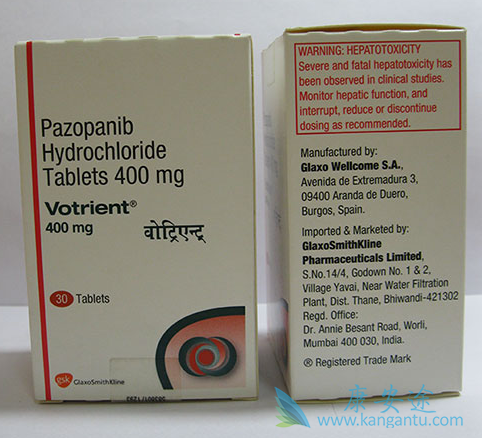 Pazopanib
Hydrochloride
Tablets 400 mg
Votrient®
400 mg
वोट्रिएन्ट्
30 Tablets
gsk GlaxoSmithKline
WARNING: HEPATOTOXICITY
Severe and fatal hepatotoxicity has
been observed in clinical studies.
Monitor hepatic function, and
interrupt, reduce or discontinue
dosing as recommended.
Manufactured by:
Glaxo Wellcome S.A.,
Avenida de Extremadura 3,
09400 Aranda de Duero,
Burgos, Spain.
Imported & Marketed by:
GlaxoSmithKline
Pharmaceuticals Limited,
S.No.14/4, Godown No. 1 & 2,
Village Yavai, Near Water Filtration
Plant, Dist. Thane, Bhiwandi-421302
Regd. Office:
Dr. Annie Besant Road, Worli,
Mumbai 400 030, India.
® Registered Trade Mark
康安途
www.kangantu.com